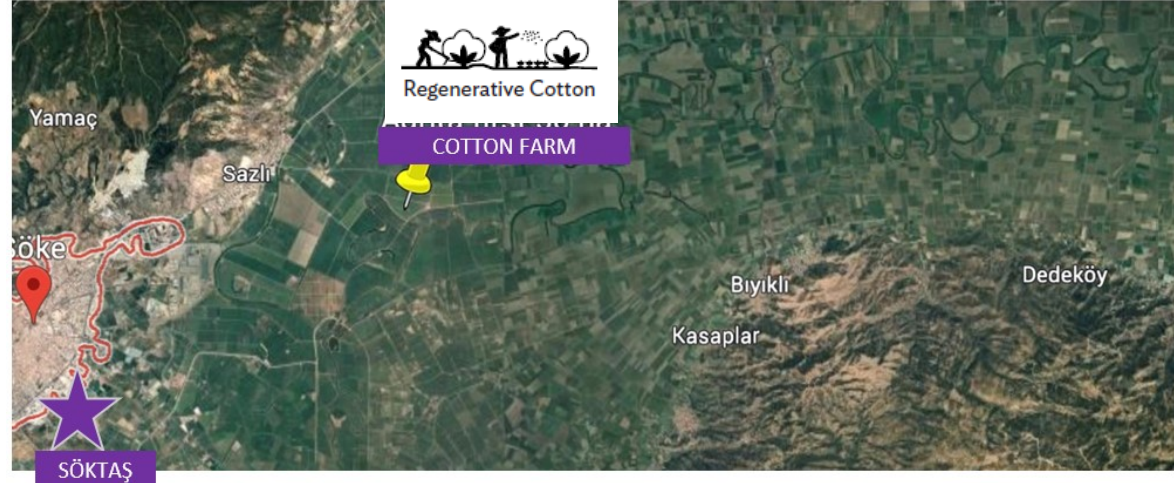 Regenerative Cotton
COTTON FARM
Yamaç
Sazlı
Söke
Bıyıklı
Dedeköy
Kasaplar
SÖKTAŞ